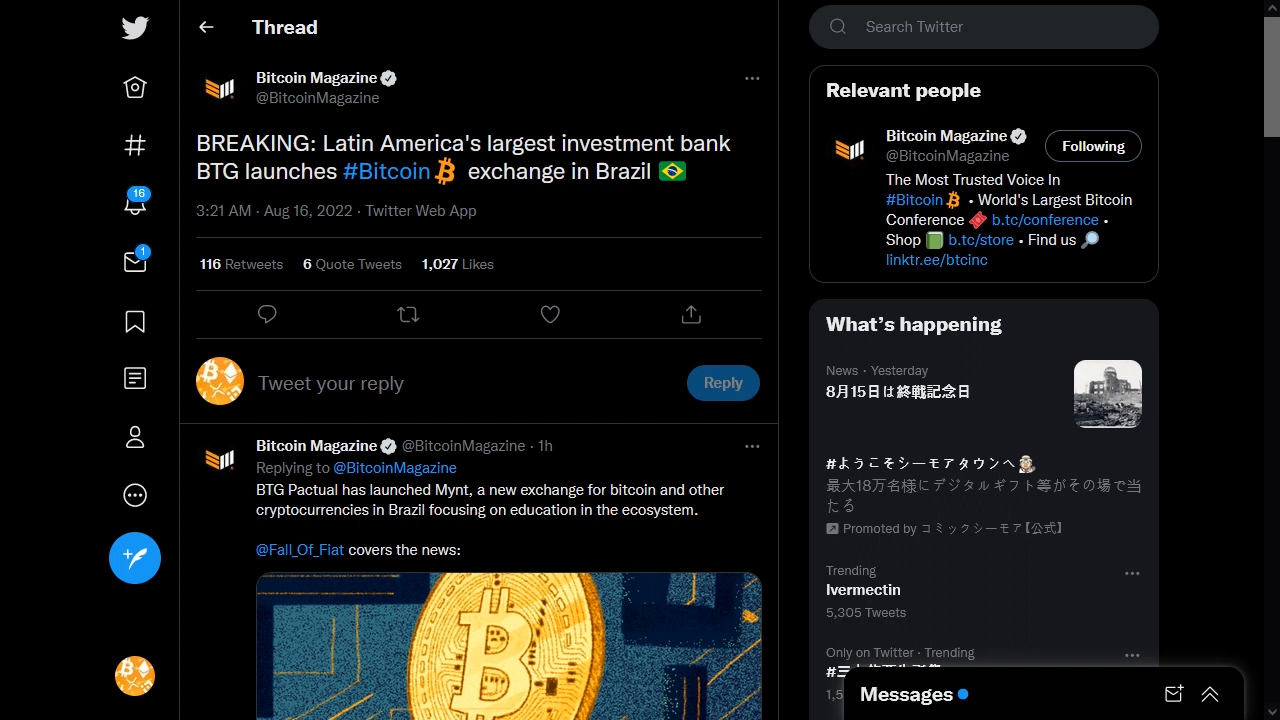 Thread
Bitcoin Magazine
@BitcoinMagazine
BREAKING: Latin America's largest investment bank
BTG launches #Bitcoin exchange in Brazil 🇧🇷
3:21 AM · Aug 16, 2022 · Twitter Web App
116 Retweets 6 Quote Tweets 1,027 Likes
Tweet your reply
Reply
Bitcoin Magazine @BitcoinMagazine · 1h
Replying to @BitcoinMagazine
BTG Pactual has launched Mynt, a new exchange for bitcoin and other
cryptocurrencies in Brazil focusing on education in the ecosystem.
@Fall_Of_Fiat covers the news:
16
1
Search Twitter
Relevant people
Bitcoin Magazine
@BitcoinMagazine
Following
The Most Trusted Voice In
#Bitcoin • World's Largest Bitcoin
Conference 🎟️ b.tc/conference •
Shop 📗 b.tc/store • Find us 🔎
linktr.ee/btcinc
What's happening
News · Yesterday
8月15日は終戦記念日
#ようこそシーモアタウンへ
最大18万名様にデジタルギフト等がその場で当
たる
Promoted by コミックシーモア【公式】
Trending
Ivermectin
5,305 Tweets
Only on Twitter · Trending
Messages